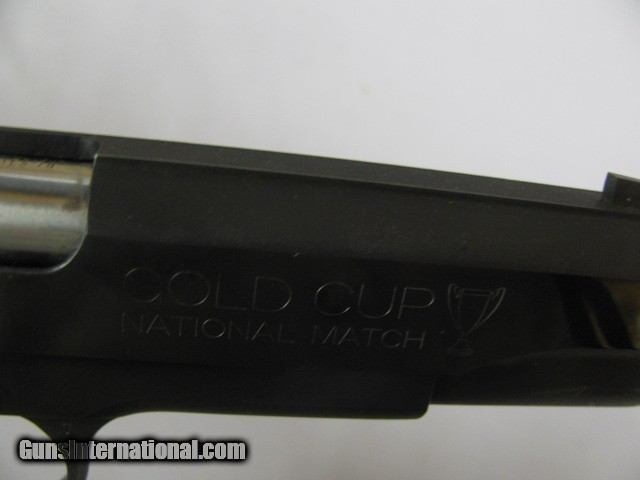 GOLD CUP
NATIONAL MATCH
GunsInternational.com